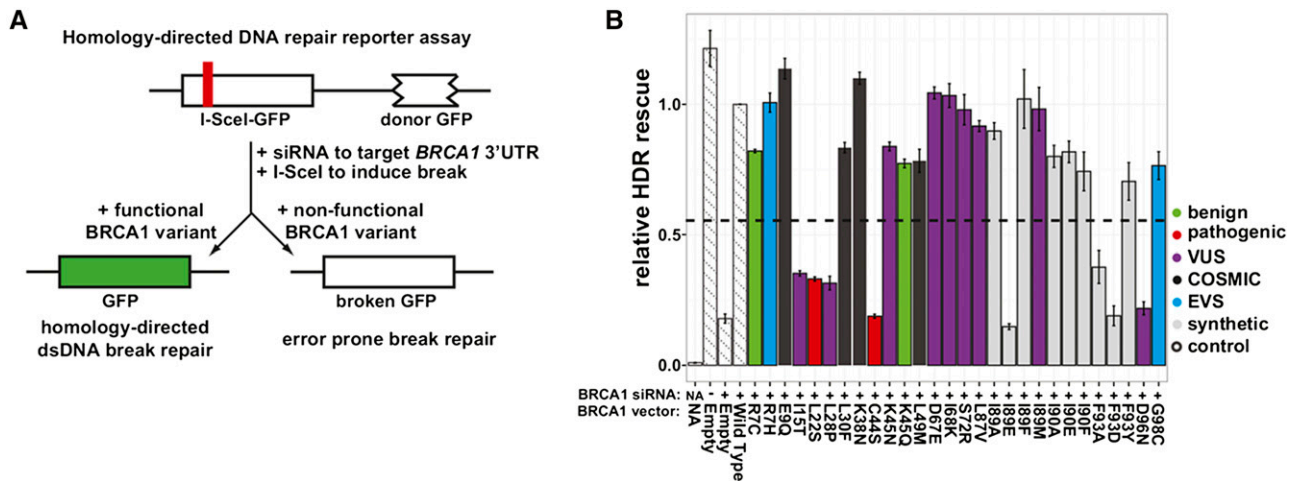 A
Homology-directed DNA repair reporter assay
I-SceI-GFP
donor GFP
+ siRNA to target BRCA1 3'UTR
+ I-SceI to induce break
+ functional
BRCA1 variant
+ non-functional
BRCA1 variant
GFP
broken GFP
homology-directed
dsDNA break repair
error prone break repair
B
relative HDR rescue
1.0
0.5
0.0
benign
pathogenic
VUS
COSMIC
EVS
synthetic
control
BRCA1 siRNA: NA - + + + + + + + + + + + + + + + + + + + + + + + + + + + + + +
BRCA1 vector:
NA
Empty
Empty
Wild Type
R7C
R7H
E9Q
I15T
L22S
L28P
L30F
K38N
C44S
K45N
K45Q
L49M
D67E
I68K
S72R
L87V
I89A
I89E
I89F
I89M
I90A
I90E
I90F
F93A
F93D
F93Y
D96N
G98C